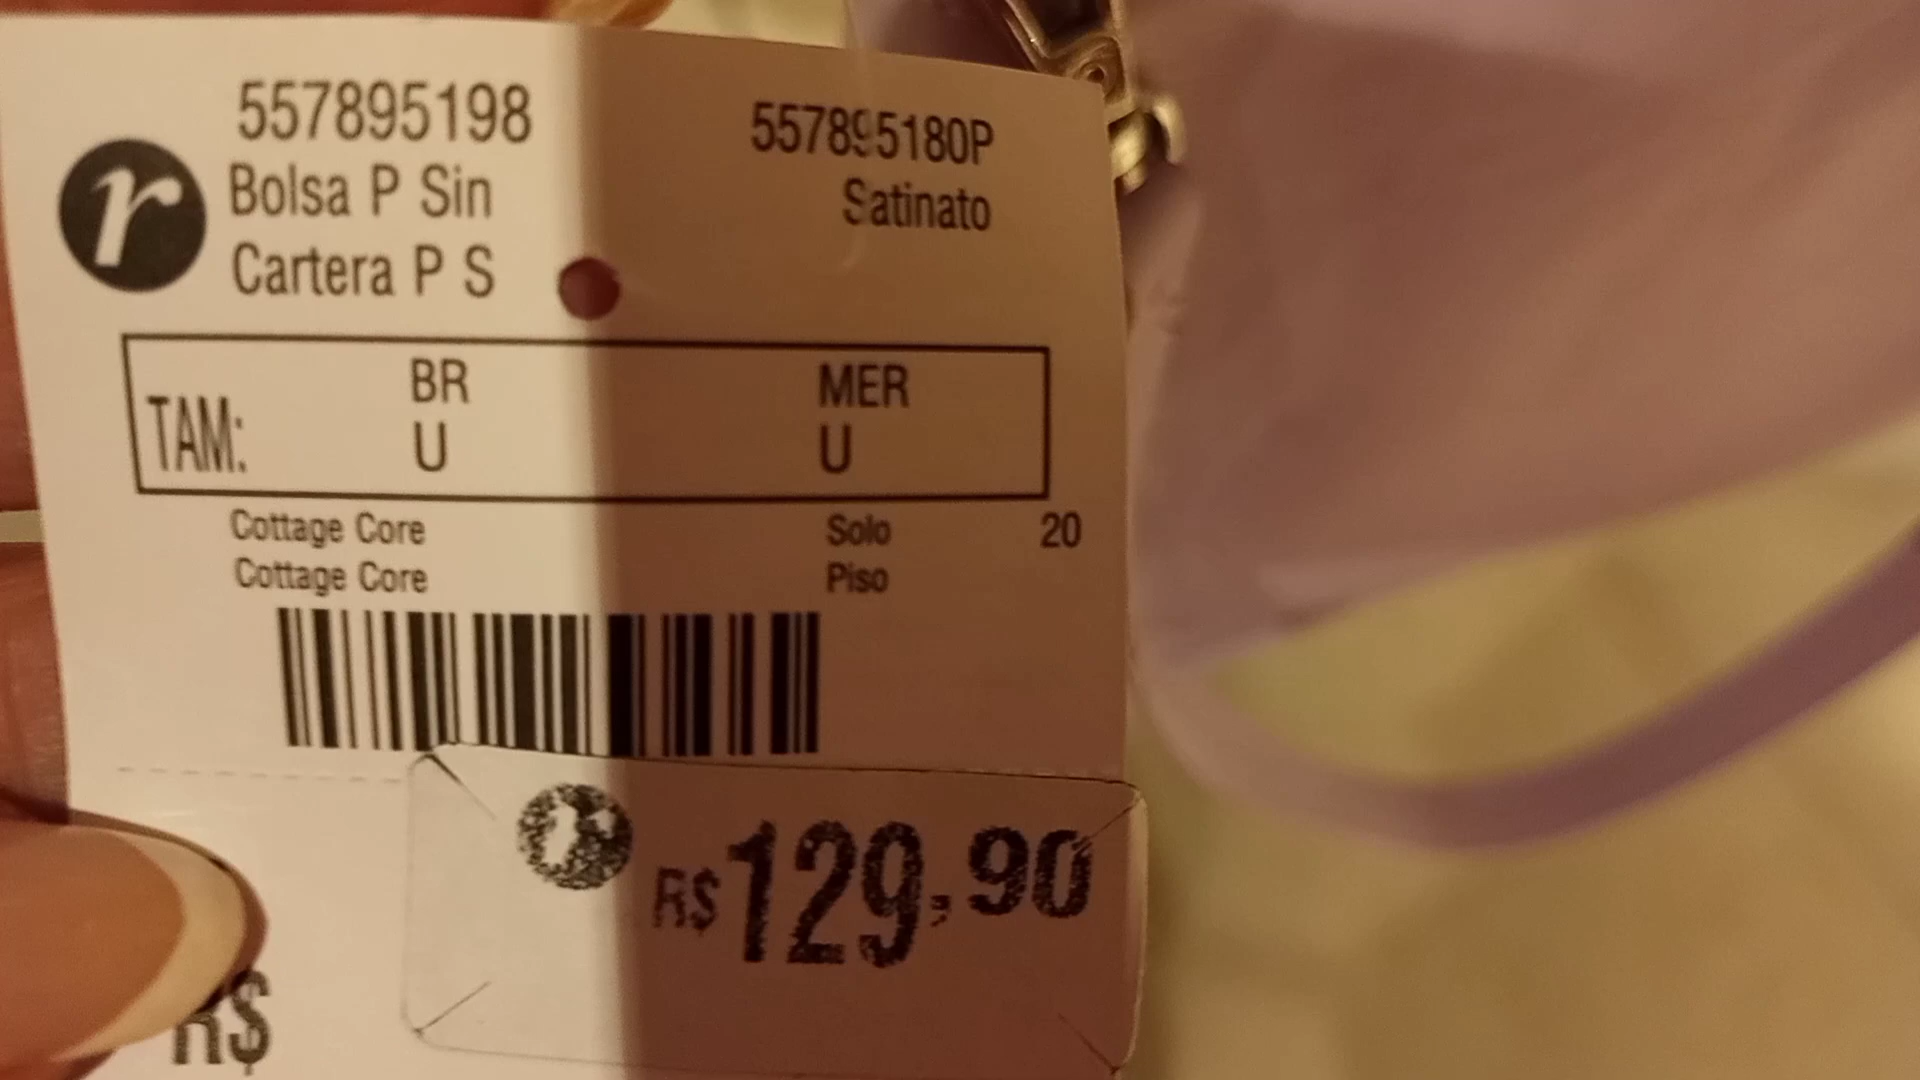 557895198 557895180P
r Bolsa P Sin Satinato
Cartera P S
BR MER
TAM: U U
Cottage Core Solo 20
Cottage Core Piso
R$129,90
R$